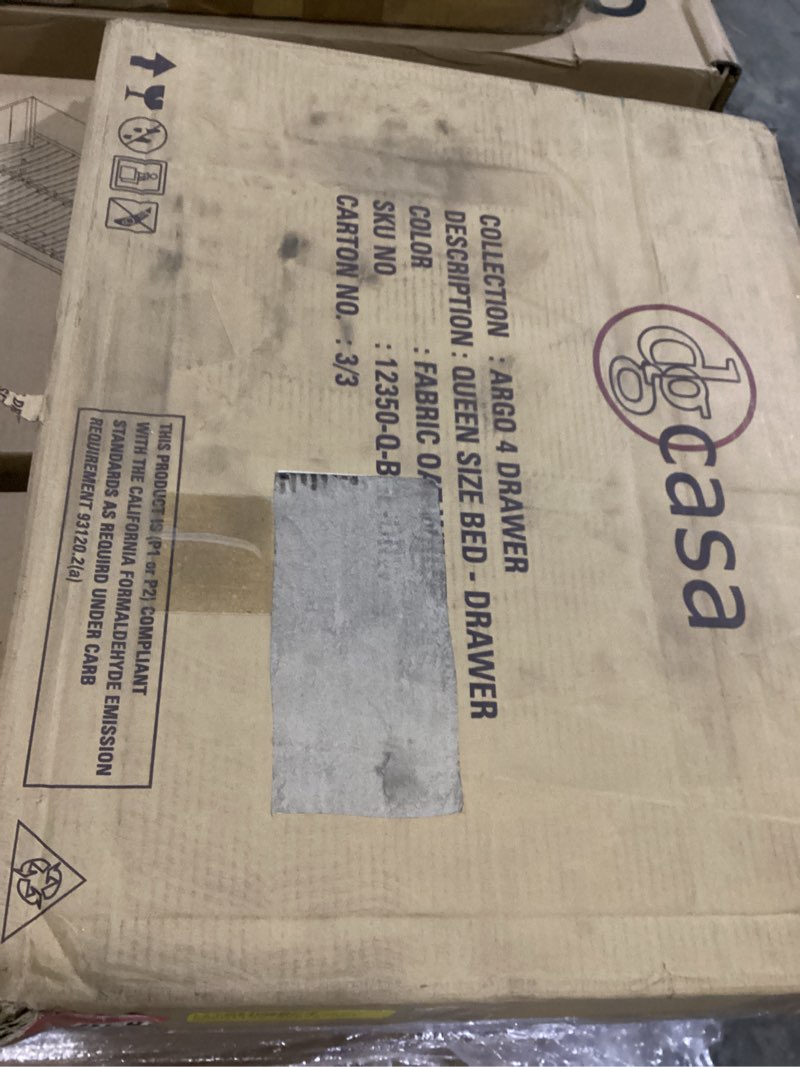 dg casa
COLLECTION : ARGO 4 DRAWER
DESCRIPTION : QUEEN SIZE BED - DRAWER
COLOR : FABRIC
SKU NO : 12350-Q-B
CARTON NO. : 3/3
THIS PRODUCT IS (P1 or P2) COMPLIANT
WITH THE CALIFORNIA FORMALDEHYDE EMISSION
STANDARDS AS REQUIRD UNDER CARB
REQUIREMENT 93120.2(a)